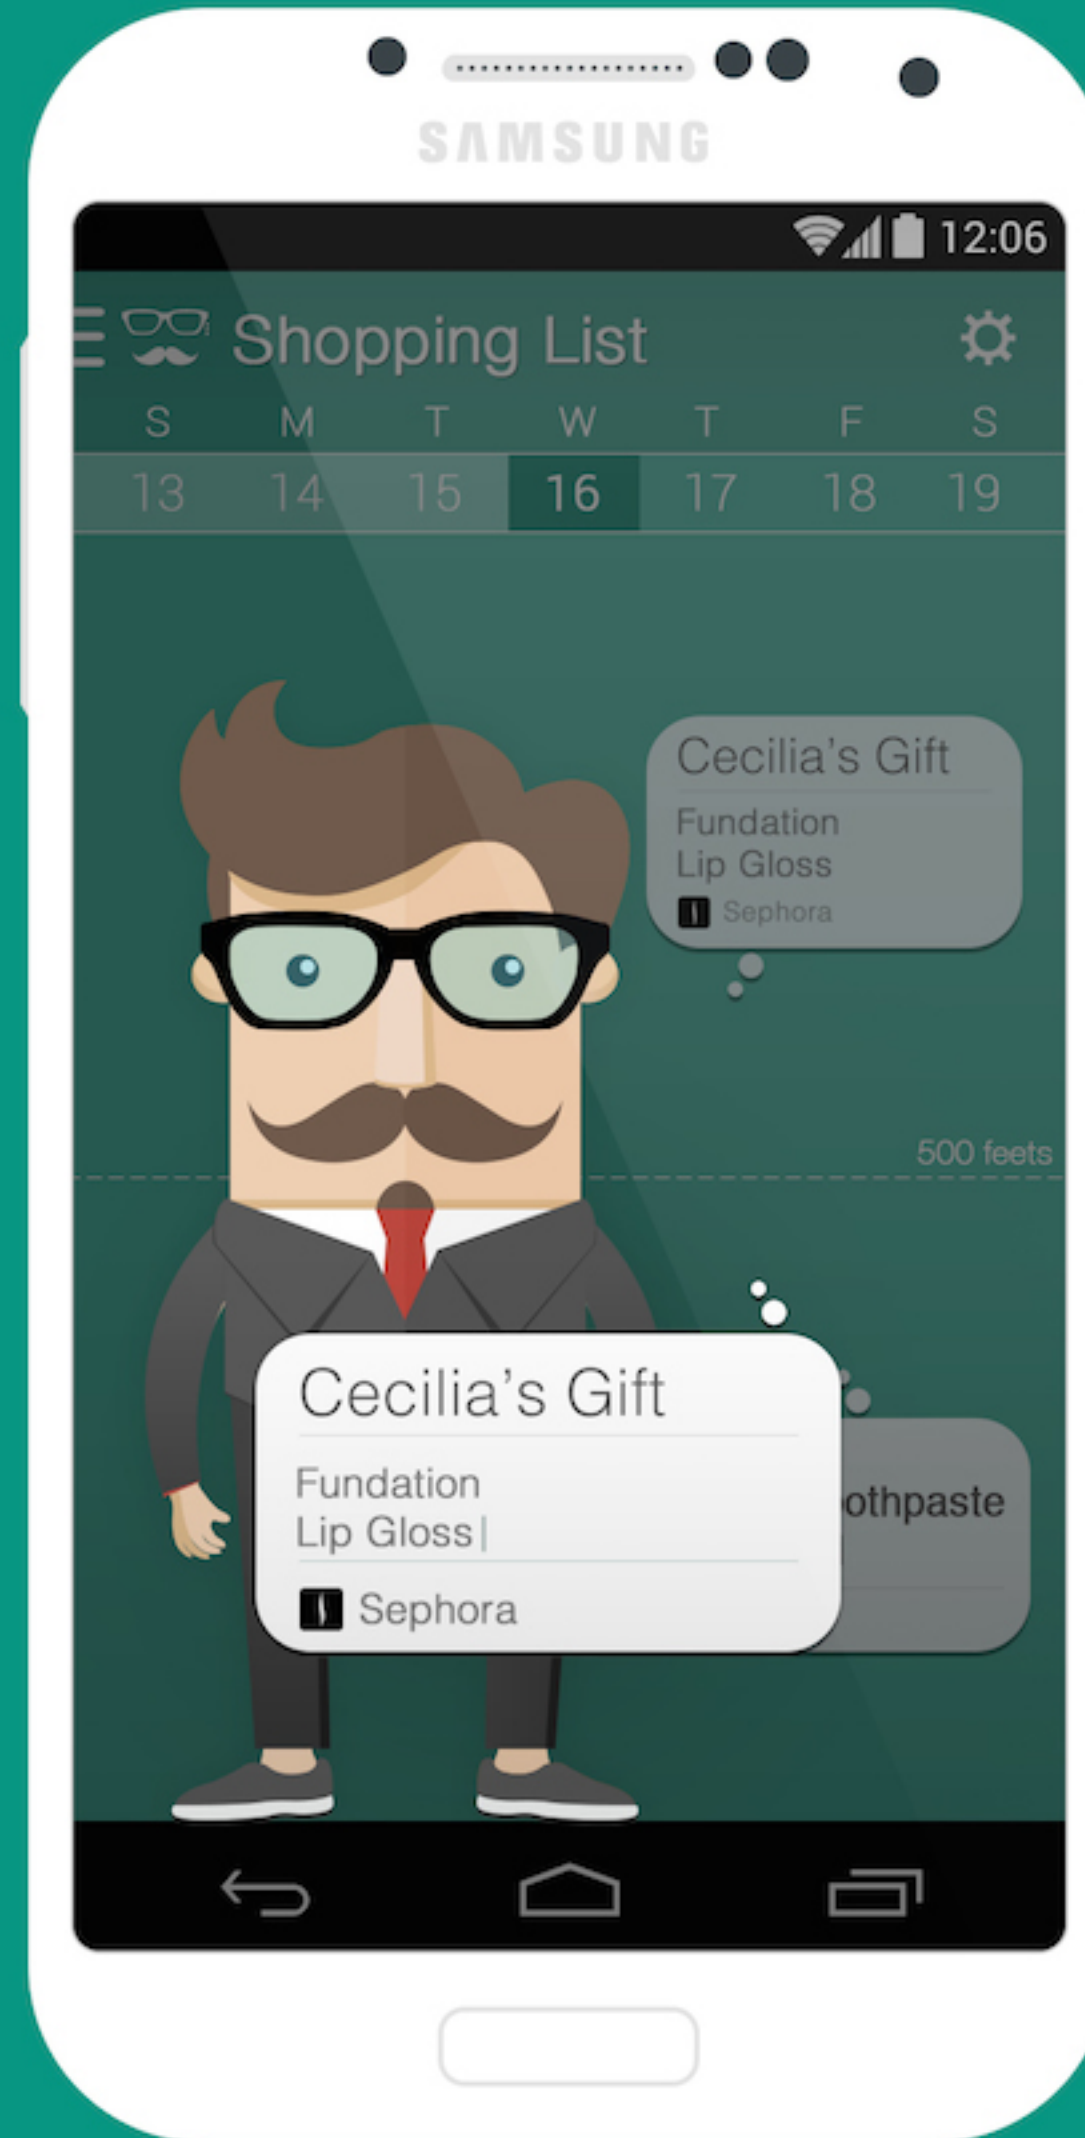 SAMSUNG
12:06
Shopping List
S M T W T F S
13 14 15 16 17 18 19
Cecilia's Gift
Fundation
Lip Gloss
Sephora
500 feets
Cecilia's Gift
Fundation
Lip Gloss
Sephora
othpaste